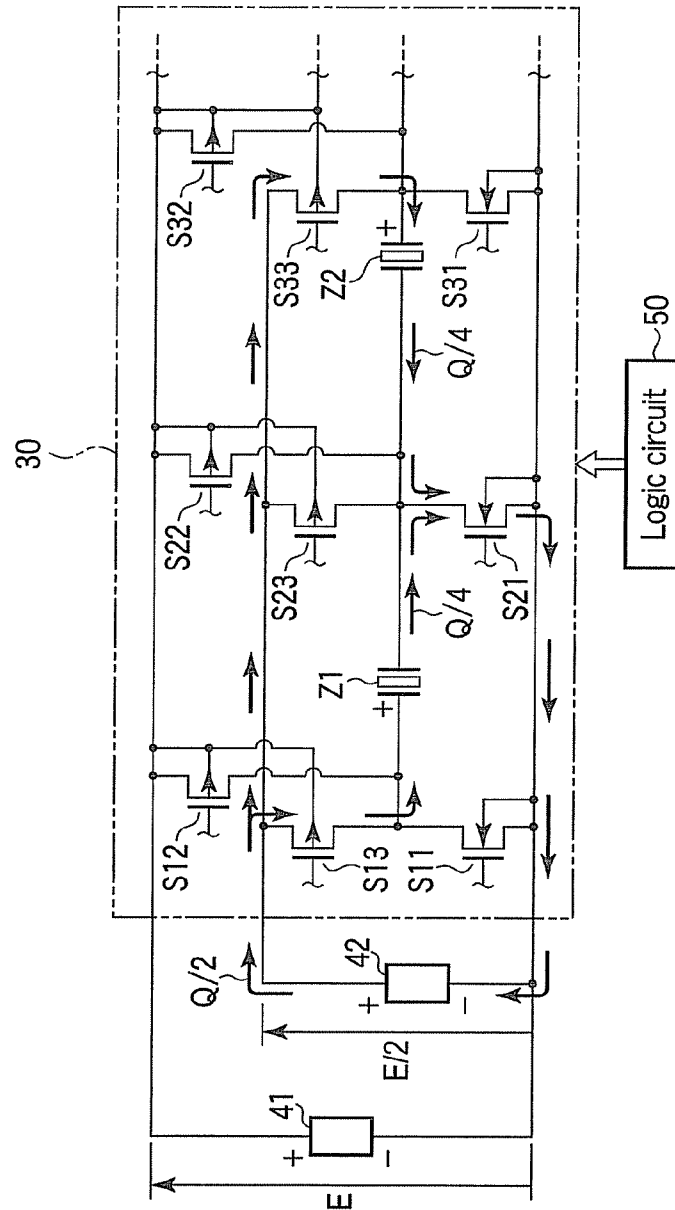 30
S12
S22
S32
Q/2
S13
S23
S33
Z1
Z2
+
+
Q/4
Q/4
S11
S21
S31
41
+
−
E
42
+
−
E/2
Logic circuit
50